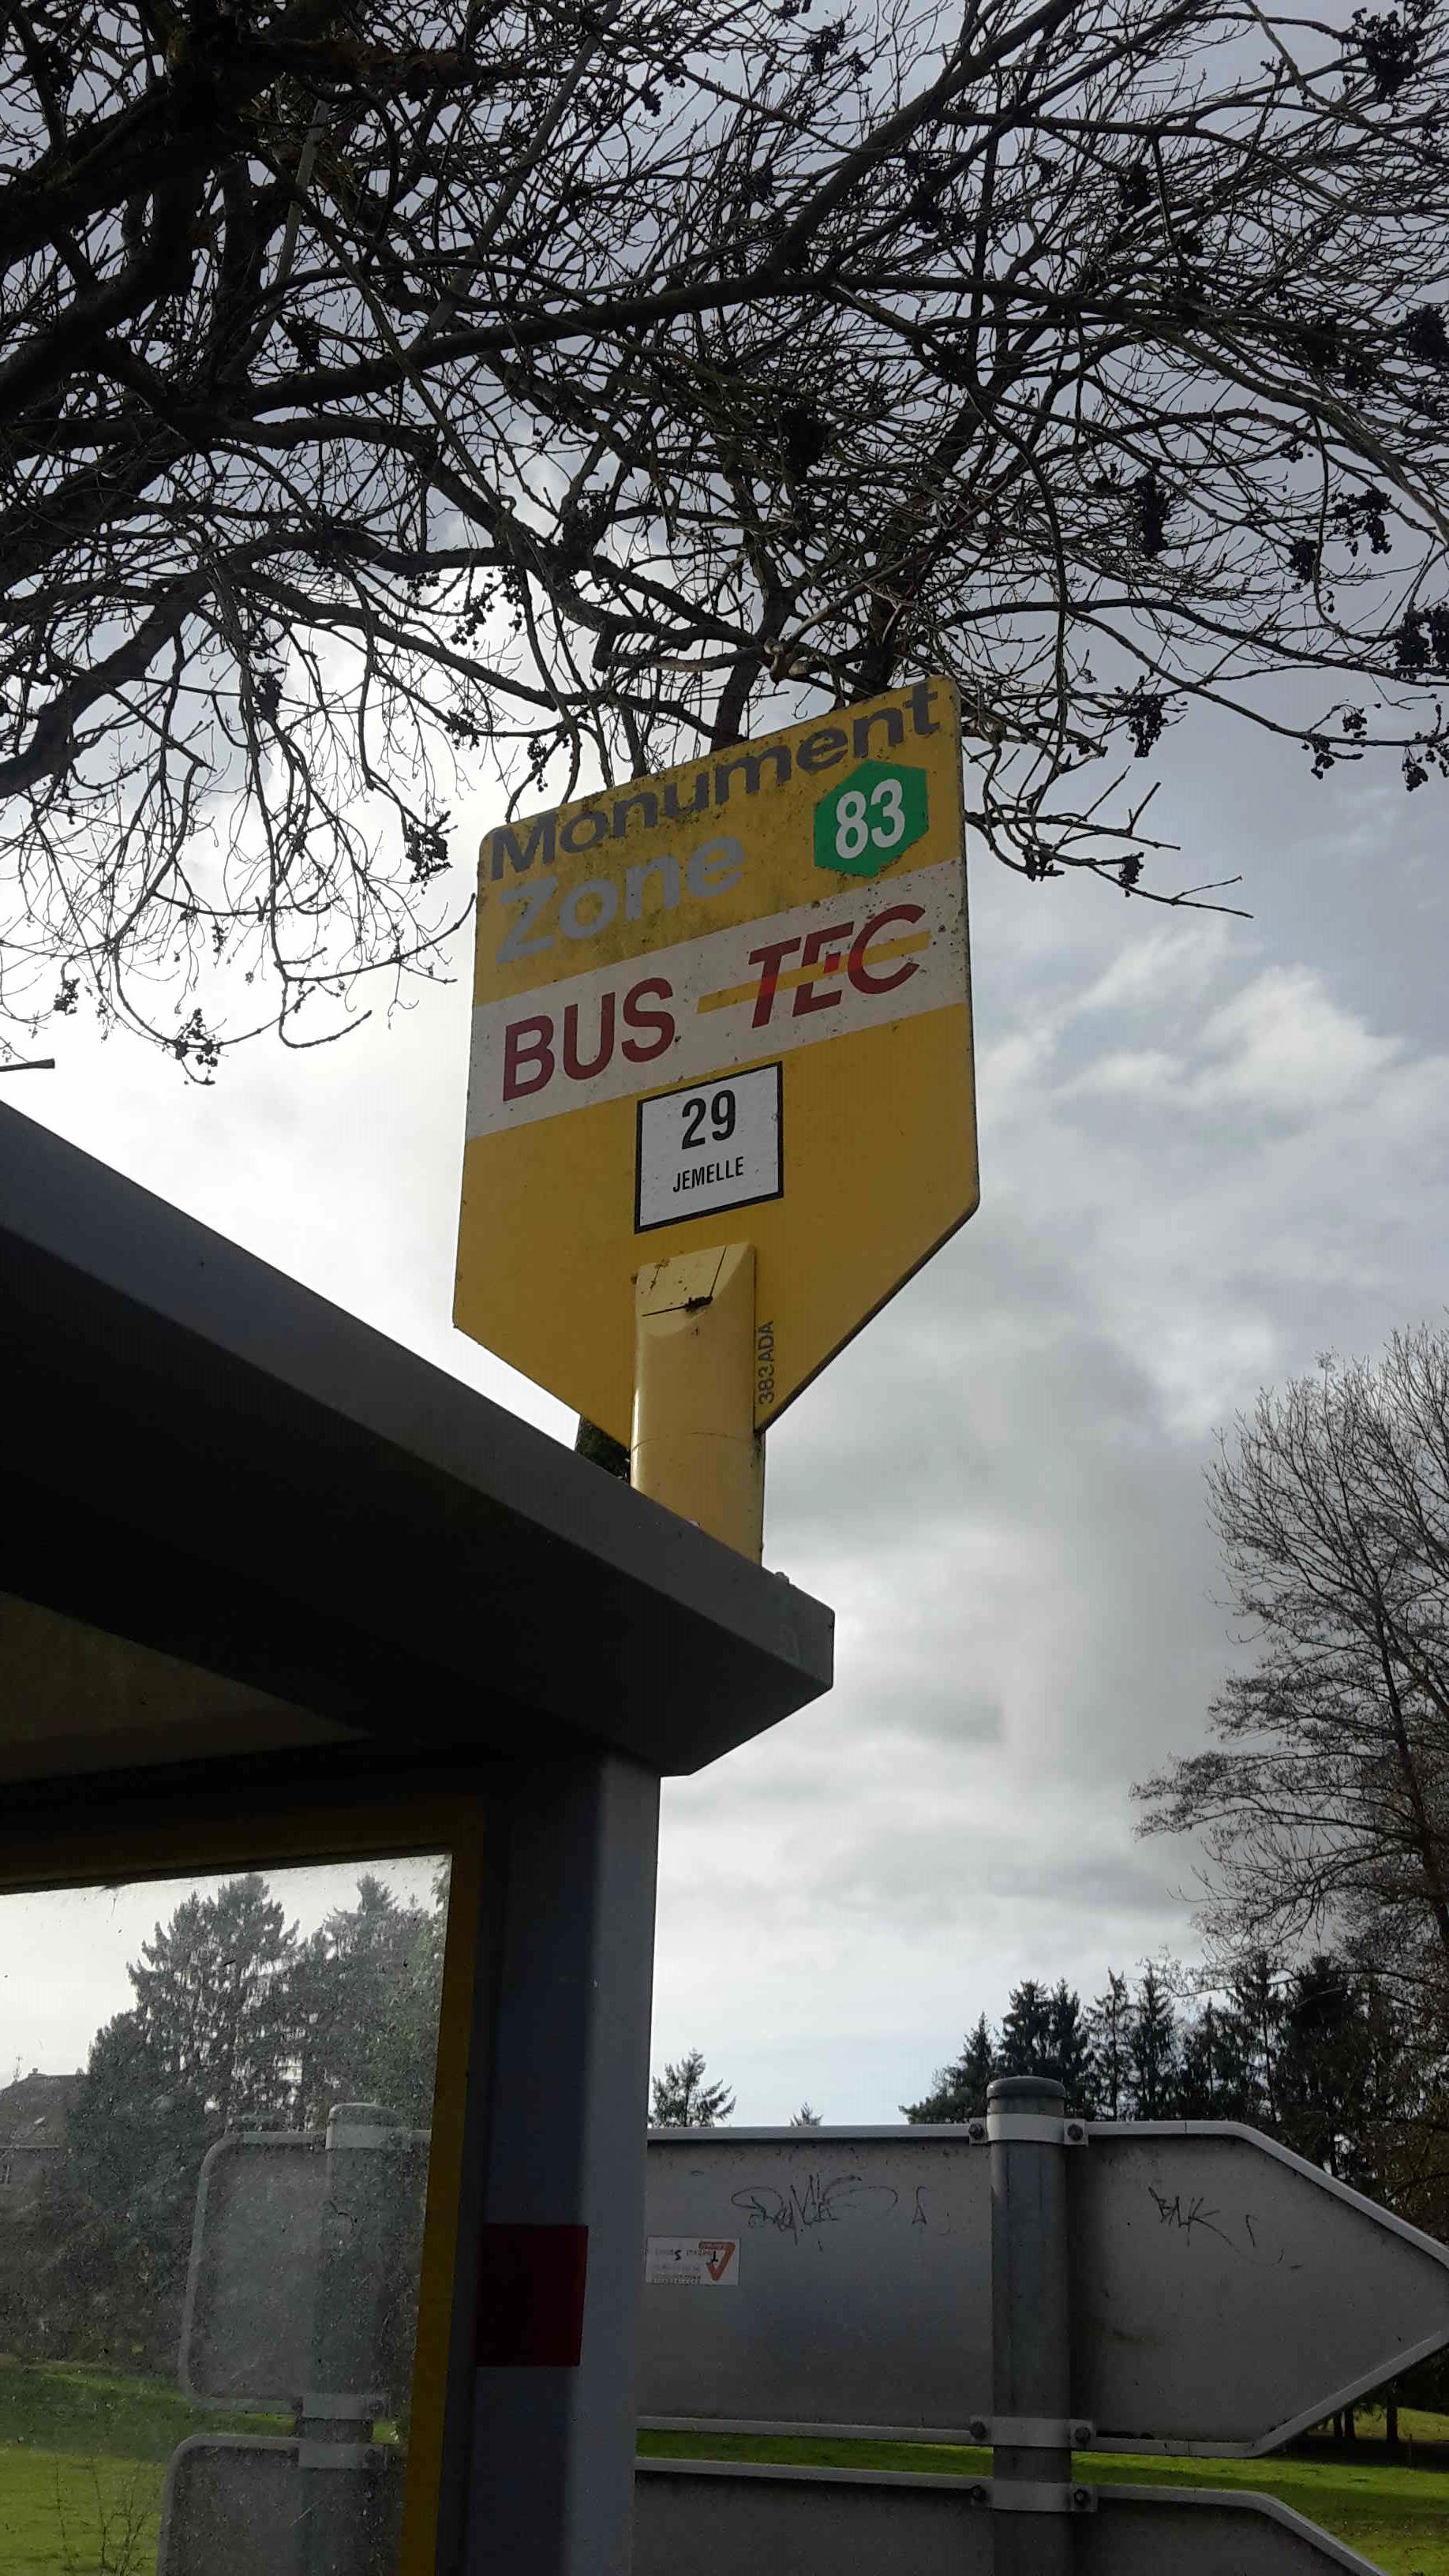 Monument
Zone 83
BUS TEC
29
JEMELLE
383ADA